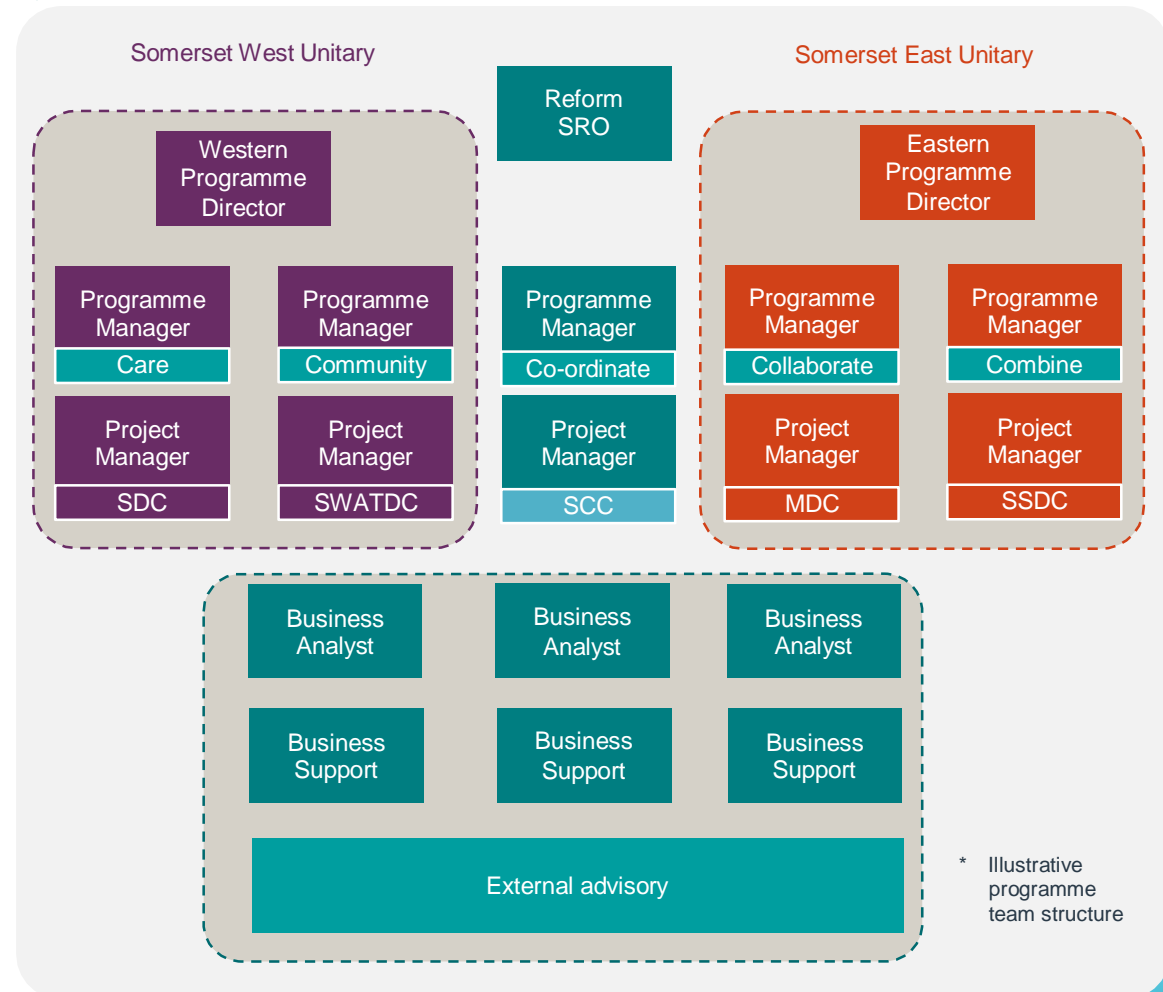 Somerset West Unitary
Somerset East Unitary
Reform
SRO
Western
Programme
Director
Eastern
Programme
Director
Programme
Manager
Care
Programme
Manager
Community
Programme
Manager
Co-ordinate
Programme
Manager
Collaborate
Programme
Manager
Combine
Project
Manager
SDC
Project
Manager
SWATDC
Project
Manager
SCC
Project
Manager
MDC
Project
Manager
SSDC
Business
Analyst
Business
Analyst
Business
Analyst
Business
Support
Business
Support
Business
Support
External advisory
* Illustrative
programme
team structure